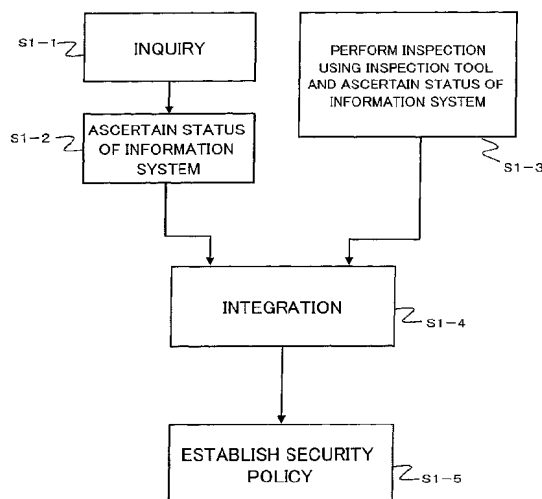 S1-1
INQUIRY
PERFORM INSPECTION
USING INSPECTION TOOL
AND ASCERTAIN STATUS OF
INFORMATION SYSTEM
S1-2
ASCERTAIN STATUS
OF INFORMATION
SYSTEM
S1-3
INTEGRATION
S1-4
ESTABLISH SECURITY
POLICY
S1-5